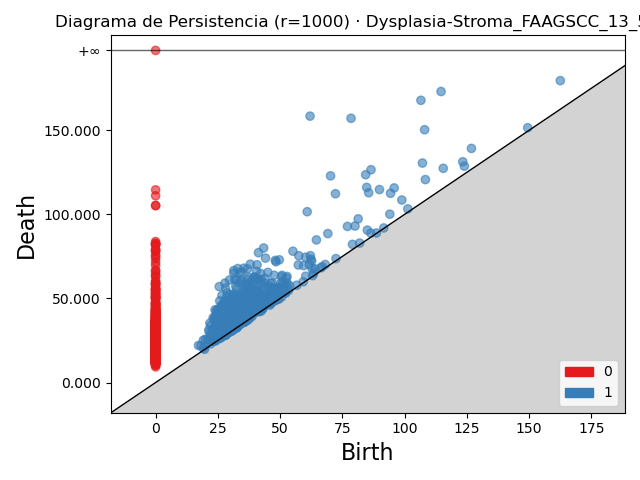 Diagrama de Persistencia (r=1000) · Dysplasia-Stroma_FAAGSCC_13_5
+∞
150.000
100.000
50.000
0.000
Death
0
1
0 25 50 75 100 125 150 175
Birth